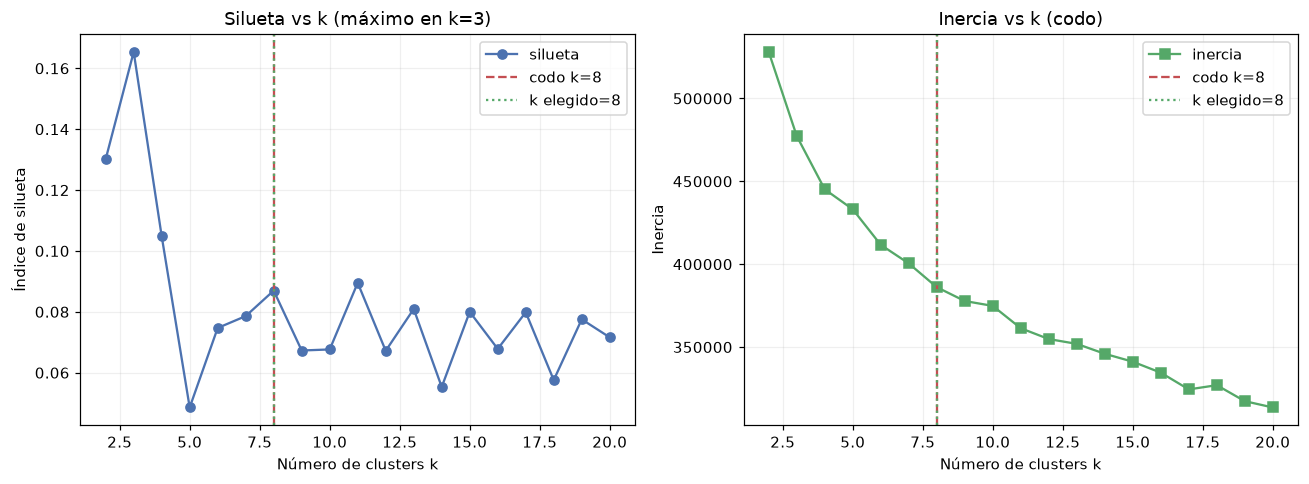 Silueta vs k (máximo en k=3)
Índice de silueta
0.16
0.14
0.12
0.10
0.08
0.06
silueta
codo k=8
k elegido=8
2.5 5.0 7.5 10.0 12.5 15.0 17.5 20.0
Número de clusters k
Inercia vs k (codo)
Inercia
500000
450000
400000
350000
inercia
codo k=8
k elegido=8
2.5 5.0 7.5 10.0 12.5 15.0 17.5 20.0
Número de clusters k